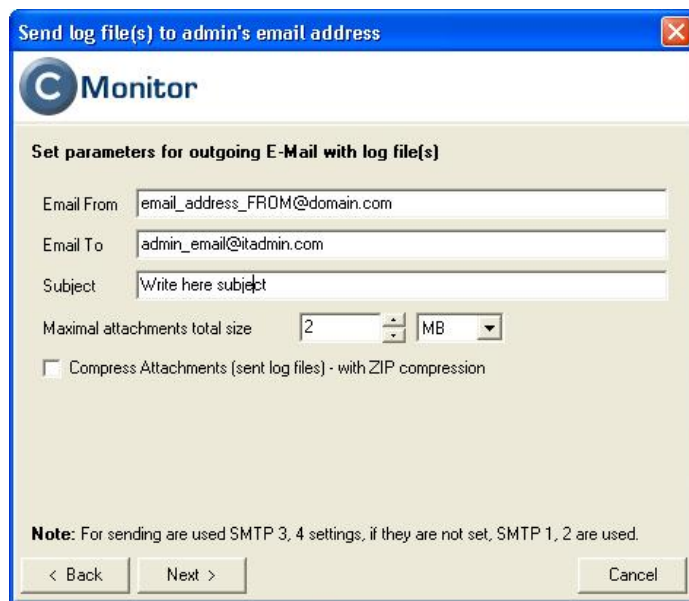 Send log file(s) to admin's email address
C Monitor
Set parameters for outgoing E-Mail with log file(s)
Email From email_address_FROM@domain.com
Email To admin_email@itadmin.com
Subject Write here subject
Maximal attachments total size 2 MB
Compress Attachments (sent log files) - with ZIP compression
Note: For sending are used SMTP 3, 4 settings, if they are not set, SMTP 1, 2 are used.
< Back Next > Cancel